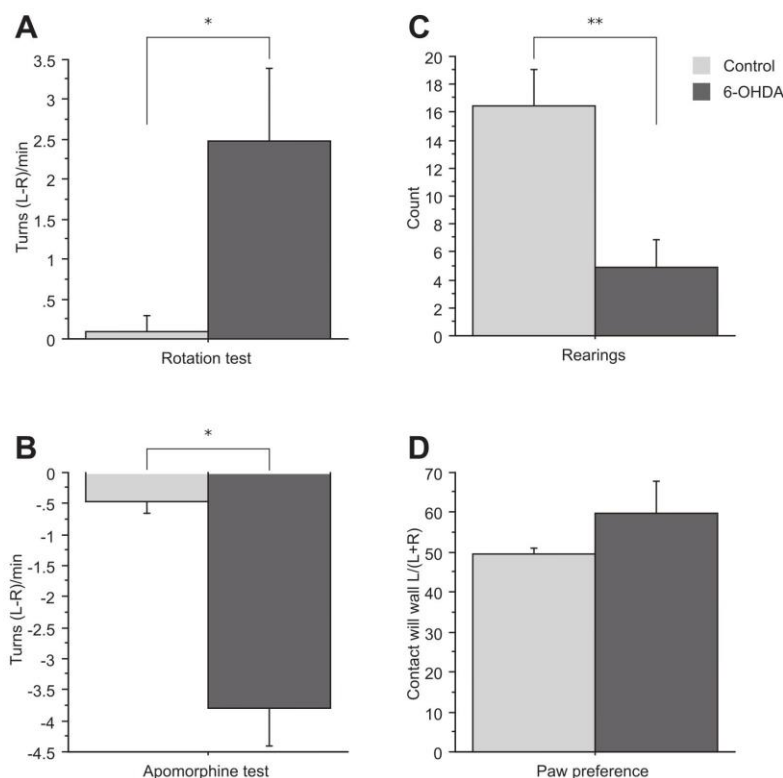 A
*
3.5
3
2.5
2
1.5
1
.5
0
Turns (L-R)/min
Rotation test
C
**
20
18
16
14
12
10
8
6
4
2
0
Count
Rearings
Control
6-OHDA
B
*
0
-.5
-1
-1.5
-2
-2.5
-3
-3.5
-4
-4.5
Turns (L-R)/min
Apomorphine test
D
70
60
50
40
30
20
10
0
Contact will wall L/(L+R)
Paw preference